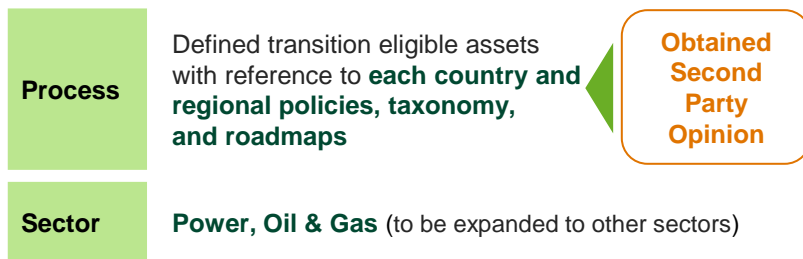 Process
Defined transition eligible assets
with reference to each country and
regional policies, taxonomy,
and roadmaps
Obtained
Second
Party
Opinion
Sector
Power, Oil & Gas (to be expanded to other sectors)